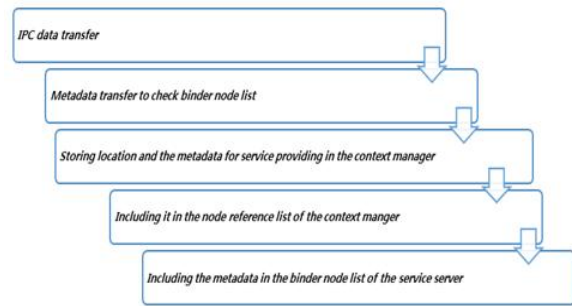 IPC data transfer
Metadata transfer to check binder node list
Storing location and the metadata for service providing in the context manager
Including it in the node reference list of the context manger
Including the metadata in the binder node list of the service server